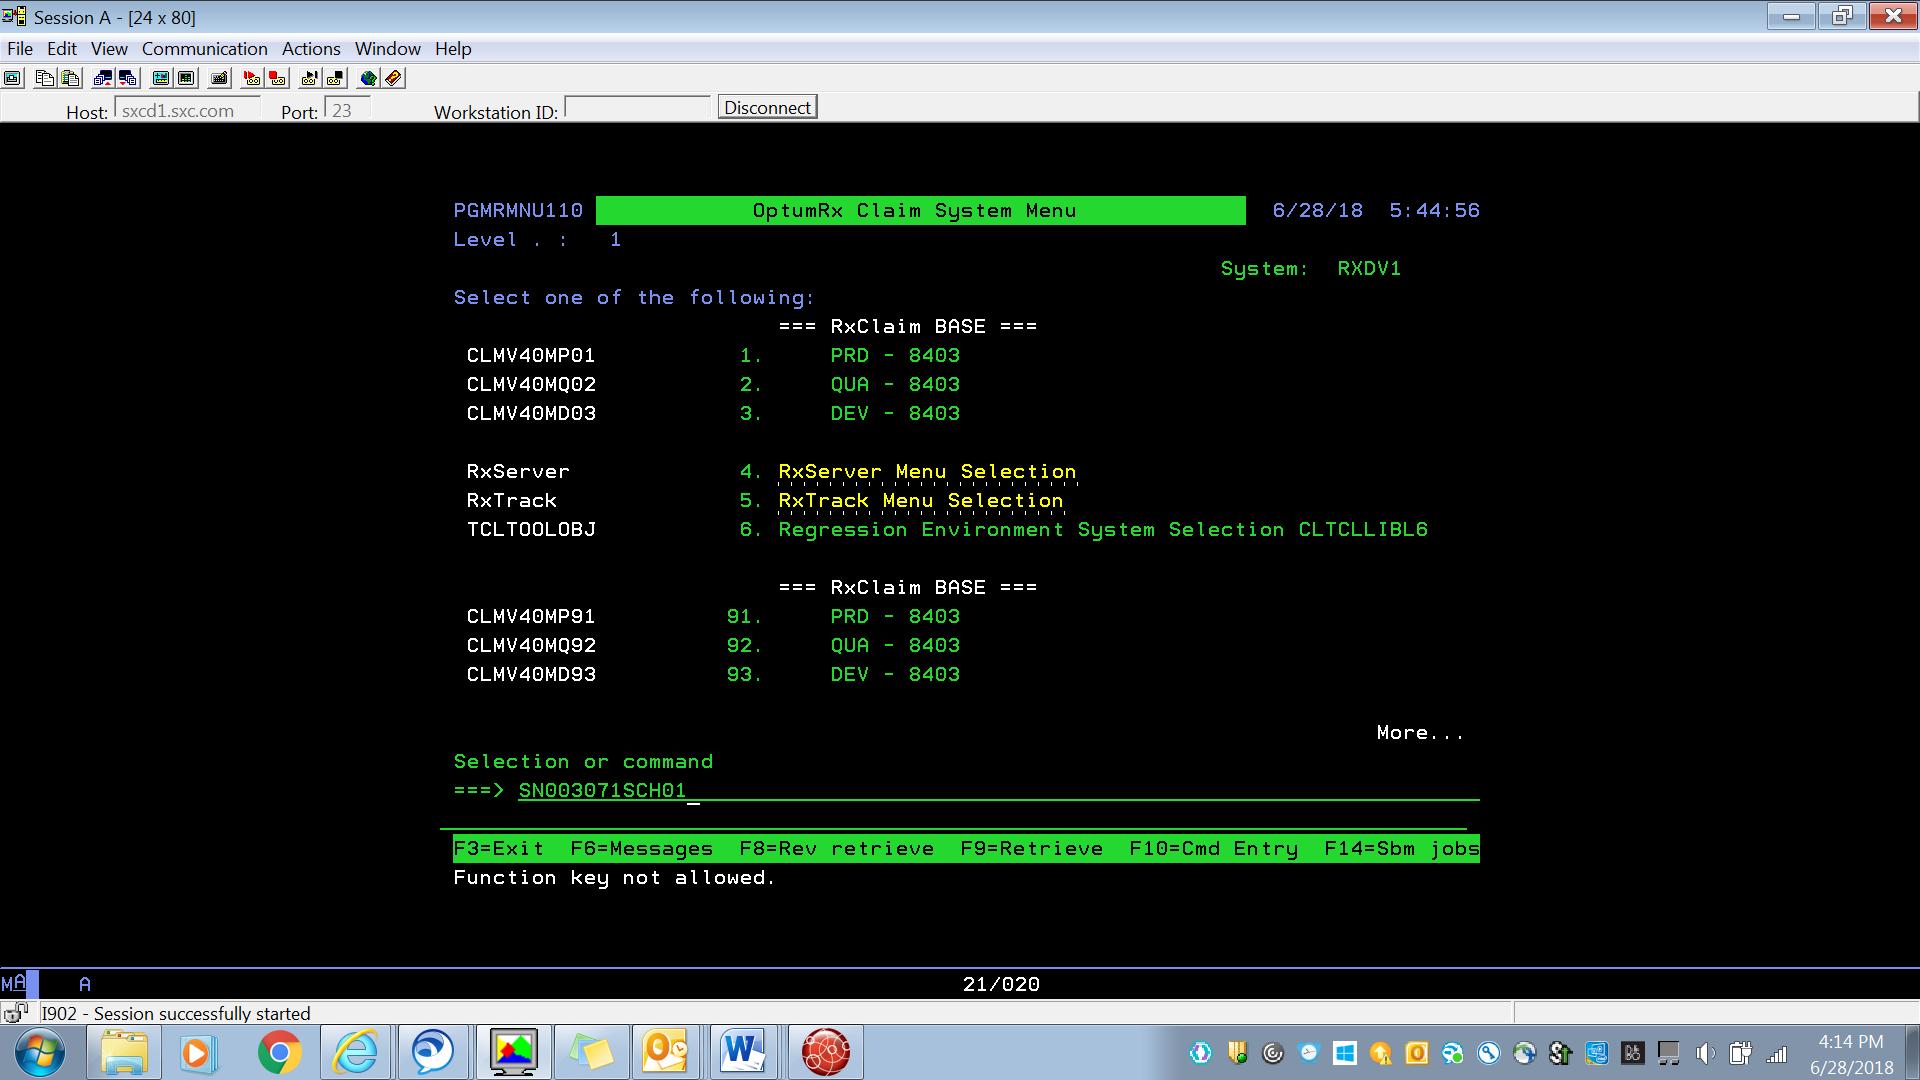 Session A - [24 x 80]
File Edit View Communication Actions Window Help
Host: sxcd1.sxc.com Port: 23 Workstation ID: Disconnect
PGMRMNU110 OptumRx Claim System Menu 6/28/18 5:44:56
Level . : 1
System: RXDV1
Select one of the following:
=== RxClaim BASE ===
CLMV40MP01 1. PRD - 8403
CLMV40MQ02 2. QUA - 8403
CLMV40MD03 3. DEV - 8403
RxServer 4. RxServer Menu Selection
RxTrack 5. RxTrack Menu Selection
TCLTOOLOBJ 6. Regression Environment System Selection CLTCLLIBL6
=== RxClaim BASE ===
CLMV40MP91 91. PRD - 8403
CLMV40MQ92 92. QUA - 8403
CLMV40MD93 93. DEV - 8403
More...
Selection or command
===> SN003071SCH01
F3=Exit F6=Messages F8=Rev retrieve F9=Retrieve F10=Cmd Entry F14=Sbm jobs
Function key not allowed.
MA A 21/020
I902 - Session successfully started
4:14 PM
6/28/2018